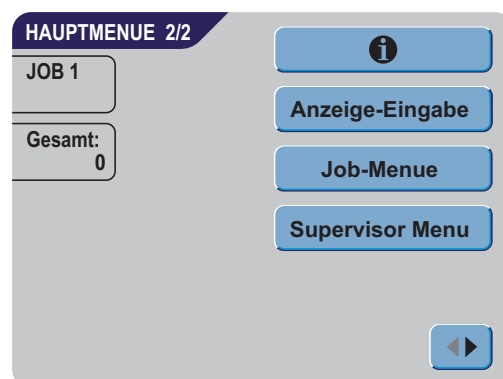 HAUPTMENUE 2/2
JOB 1
Gesamt:
0
Anzeige-Eingabe
Job-Menue
Supervisor Menu